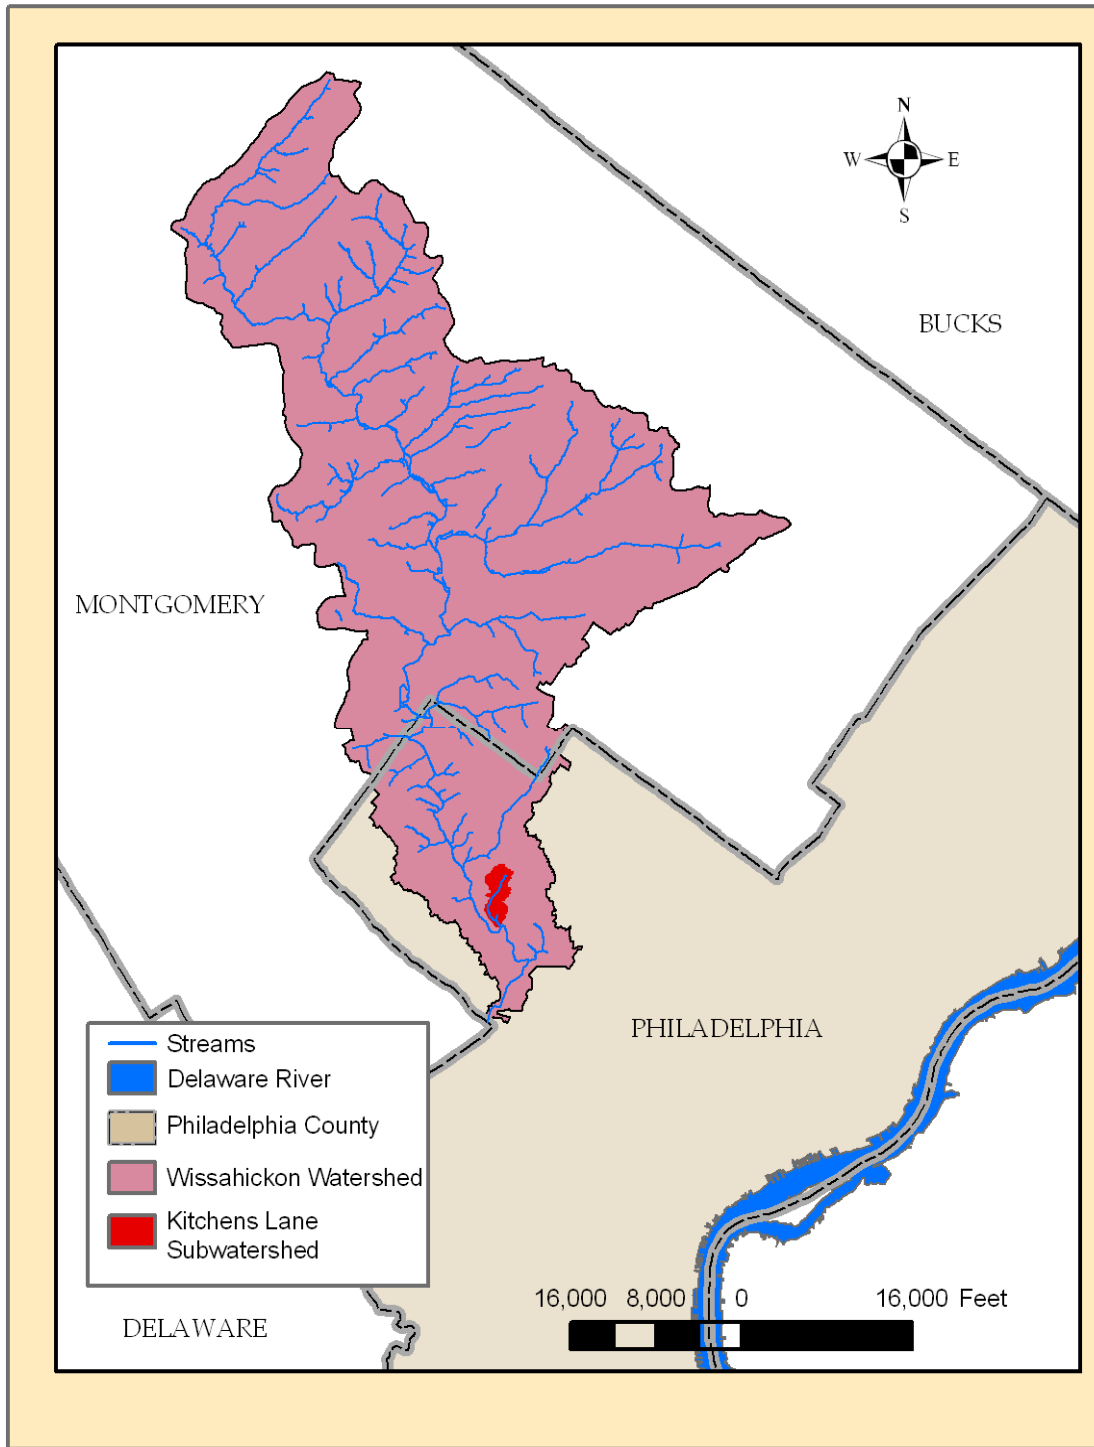 N
W E
S
BUCKS
MONTGOMERY
PHILADELPHIA
Streams
Delaware River
Philadelphia County
Wissahickon Watershed
Kitchens Lane
Subwatershed
16,000 8,000 0 16,000 Feet
DELAWARE